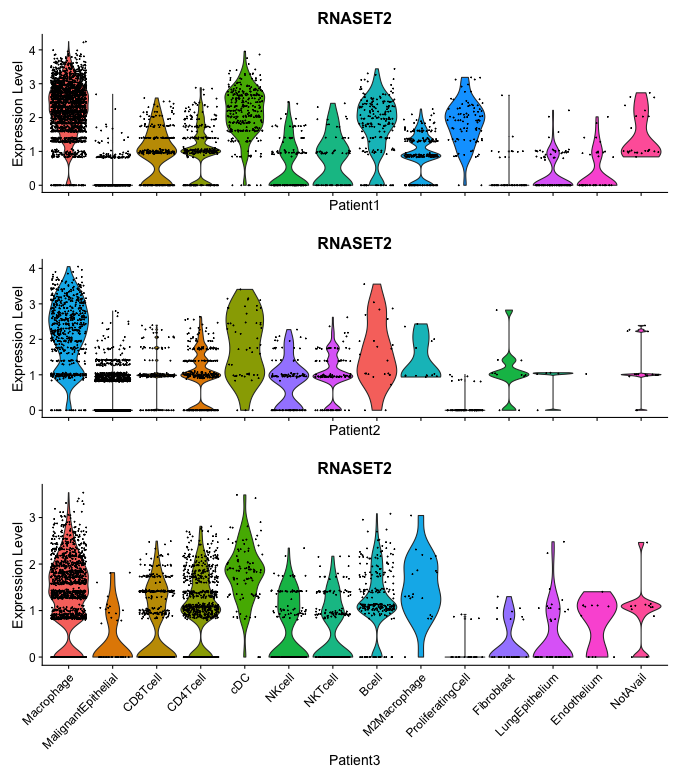 RNASET2
Expression Level
4
3
2
1
0
Patient1
RNASET2
Expression Level
4
3
2
1
0
Patient2
RNASET2
Expression Level
3
2
1
0
Macrophage
MalignantEpithelial
CD8Tcell
CD4Tcell
cDC
NKcell
NKTcell
Bcell
M2Macrophage
ProliferatingCell
Fibroblast
LungEpithelium
Endothelium
NotAvail
Patient3